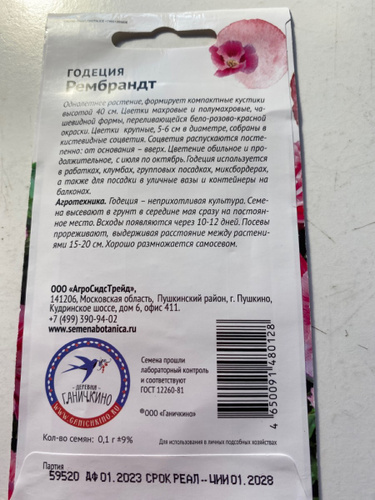 ГОДЕЦИЯ
Рембрандт
Однолетнее растение, формирует компактные кустики
высотой 40 см. Цветки махровые и полумахровые, ча-
шевидной формы, переливающейся бело-розово-красной
окраски. Цветки крупные, 5-6 см в диаметре, собраны в
кистевидные соцветия. Соцветия распускаются посте-
пенно: от основания – вверх. Цветение обильное и про-
должительное, с июля по октябрь. Годеция используется
в рабатках, клумбах, групповых посадках, миксбордерах,
а также для посадки в уличные вазы и контейнеры на
балконах.
Агротехника. Годеция – неприхотливая культура. Семе-
на высевают в грунт в середине мая сразу на постоян-
ное место. Всходы появляются через 10-12 дней. Посевы
прореживают, выдерживая расстояние между растени-
ями 15-20 см. Хорошо размножается самосевом.
ООО «АгроСидсТрейд»,
141206, Московская область, Пушкинский район, г. Пушкино,
Кудринское шоссе, дом 6, офис 411.
+7 (499) 390-94-02
www.semenabotanica.ru
ДЕРЕВНЯ
ГАНИЧКИНО
WWW.GENICHKINO.RU
Семена прошли
лабораторный контроль
и соответствуют
ГОСТ 12260-81
®ООО «Ганичкино»
4 650091 480128
Кол-во семян, 0,1 г ±9%
Для использования в личных подсобных хозяйствах
Партия
59520 ДФ 01.2023 СРОК РЕАЛ--ЦИИ 01.2028